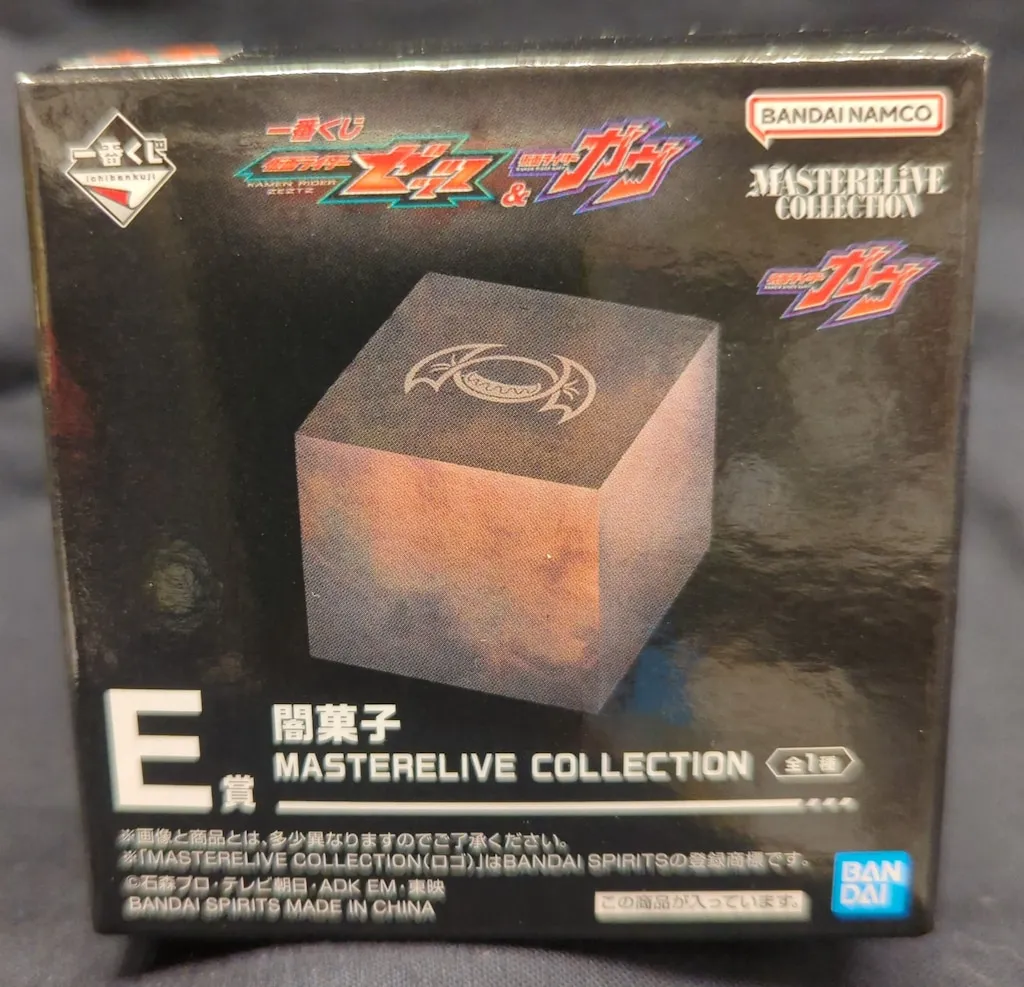 一番くじ
ichibankuji
一番くじ
仮面ライダー ゼッツ
KAMEN RIDER
ZEZTZ
&
仮面ライダー ガヴ
BANDAI NAMCO
MASTERELIVE
COLLECTION
仮面ライダー ガヴ
E賞
闇菓子
MASTERELIVE COLLECTION 全1種
※画像と商品とは、多少異なりますのでご了承ください。
※「MASTERELIVE COLLECTION(ロゴ)」はBANDAI SPIRITSの登録商標です。
©石森プロ・テレビ朝日・ADK EM・東映
BANDAI SPIRITS MADE IN CHINA
この商品が入っています。
BAN
DAI